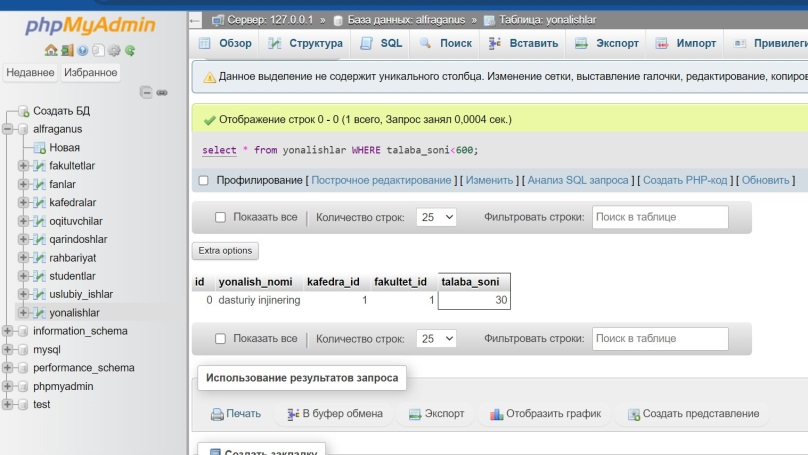 phpMyAdmin
Недавнее Избранное
Создать БД
alfraganus
Новая
fakultetlar
fanlar
kafedralar
oqituvchilar
qarindoshlar
rahbariyat
studentlar
uslubiy_ishlar
yonalishlar
information_schema
mysql
performance_schema
phpmyadmin
test
Сервер: 127.0.0.1 » База данных: alfraganus » Таблица: yonalishlar
Обзор Структура SQL Поиск Вставить Экспорт Импорт Привилеги
Данное выделение не содержит уникального столбца. Изменение сетки, выставление галочки, редактирование, копиров
Отображение строк 0 - 0 (1 всего, Запрос занял 0,0004 сек.)
select * from yonalishlar WHERE talaba_soni<600;
Профилирование [ Построчное редактирование ] [ Изменить ] [ Анализ SQL запроса ] [ Создать PHP-код ] [ Обновить ]
Показать все | Количество строк: 25 Фильтровать строки: Поиск в таблице
Extra options
id yonalish_nomi kafedra_id fakultet_id talaba_soni
0 dasturiy injinering 1 1 30
Показать все | Количество строк: 25 Фильтровать строки: Поиск в таблице
Использование результатов запроса
Печать В буфер обмена Экспорт Отобразить график Создать представление
Создать закладку